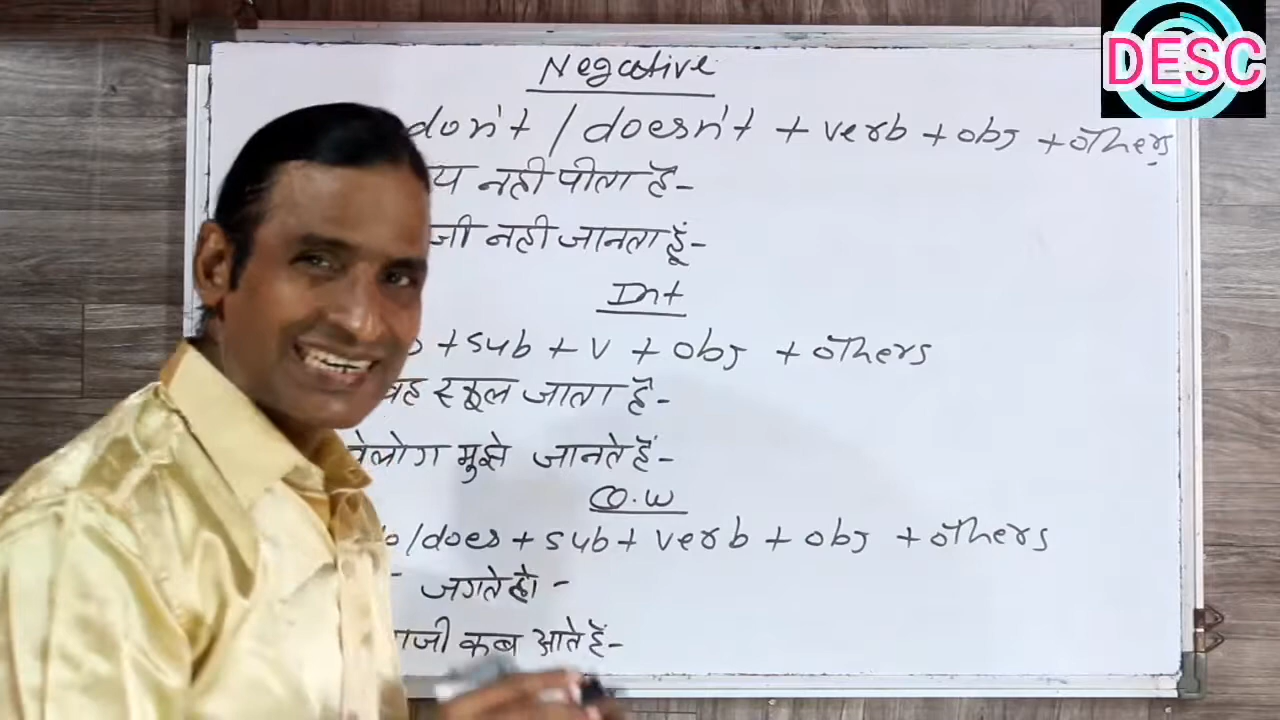 DESC
Negative
don't / doesn't + verb + obj + others
नही पीता है-
नही जानता हूँ-
Int
+ sub + v + obj + others
वह स्कूल जाता है-
वेलोग मुझे जानते हैं-
Q.W
do/does + sub + verb + obj + others
जगते हो -
कब आते हैं-